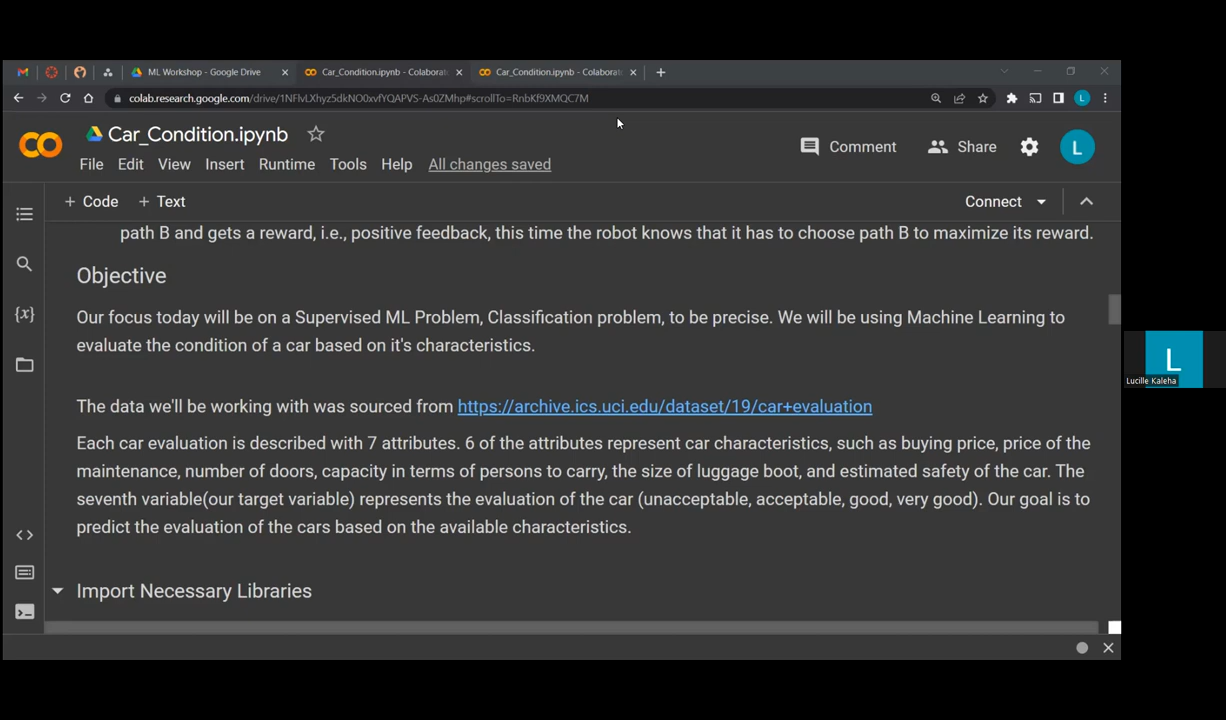 ML Workshop - Google Drive
Car_Condition.ipynb - Colaborat
Car_Condition.ipynb - Colaborat
colab.research.google.com/drive/1NFlvLXhyz5dkNO0xvfYQAPVS-As0ZMhp#scrollTo=RnbKf9XMQC7M
L
Car_Condition.ipynb
File Edit View Insert Runtime Tools Help All changes saved
Comment
Share
L
+ Code + Text
Connect
path B and gets a reward, i.e., positive feedback, this time the robot knows that it has to choose path B to maximize its reward.
Objective
Our focus today will be on a Supervised ML Problem, Classification problem, to be precise. We will be using Machine Learning to
evaluate the condition of a car based on it's characteristics.
The data we'll be working with was sourced from https://archive.ics.uci.edu/dataset/19/car+evaluation
Each car evaluation is described with 7 attributes. 6 of the attributes represent car characteristics, such as buying price, price of the
maintenance, number of doors, capacity in terms of persons to carry, the size of luggage boot, and estimated safety of the car. The
seventh variable(our target variable) represents the evaluation of the car (unacceptable, acceptable, good, very good). Our goal is to
predict the evaluation of the cars based on the available characteristics.
Import Necessary Libraries
L
Lucille Kaleha